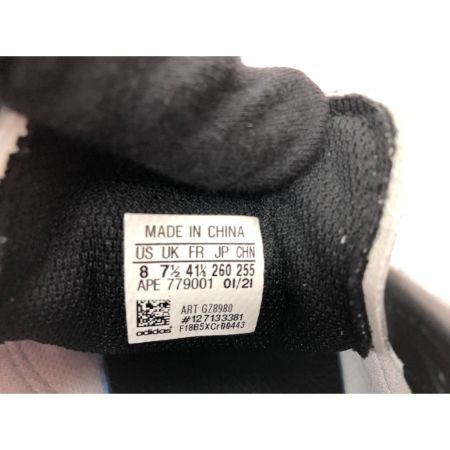 MADE IN CHINA
US UK FR JP CHN
8 7½ 41⅓ 260 255
APE 779001 01/21
ART GZ8980
#127133381
adidas F18B5XCr00443